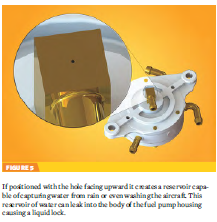 FIGURE 5
If positioned with the hole facing upward it creates a reservoir capa-
ble of capturing water from rain or even washing the aircraft. This
reservoir of water can leak into the body of the fuel pump housing
causing a liquid lock.